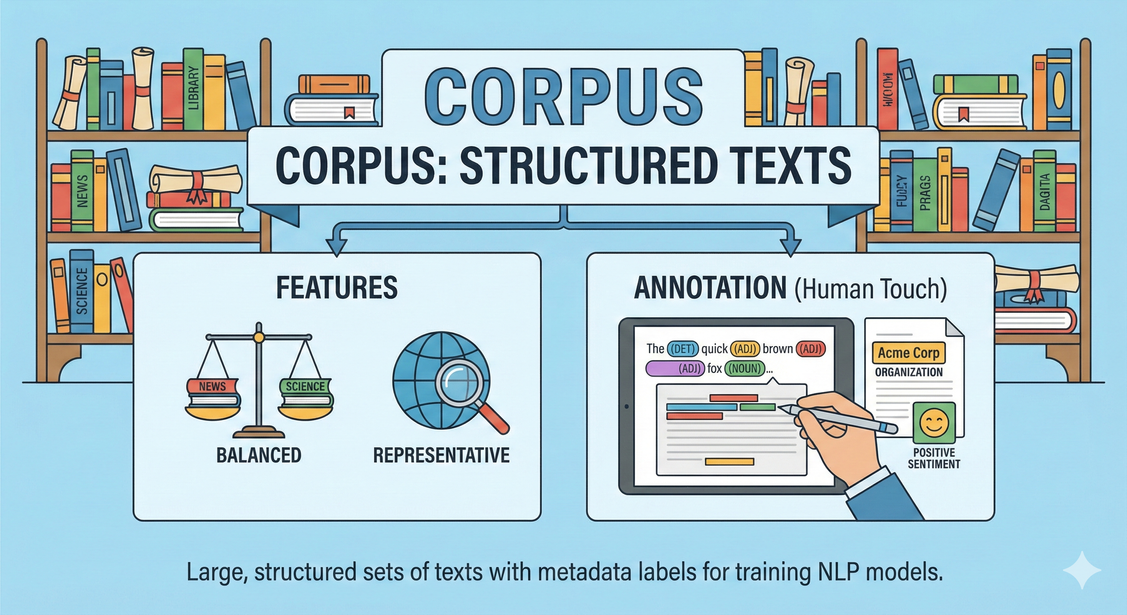 CORPUS
CORPUS: STRUCTURED TEXTS
LIBRARY
NEWS
SCIENCE
PRAGS
DAGITA
FEATURES
NEWS
SCIENCE
BALANCED
REPRESENTATIVE
ANNOTATION (Human Touch)
The (DET) quick (ADJ) brown (ADJ)
(ADJ) fox (NOUN)...
Acme Corp
ORGANIZATION
POSITIVE
SENTIMENT
Large, structured sets of texts with metadata labels for training NLP models.